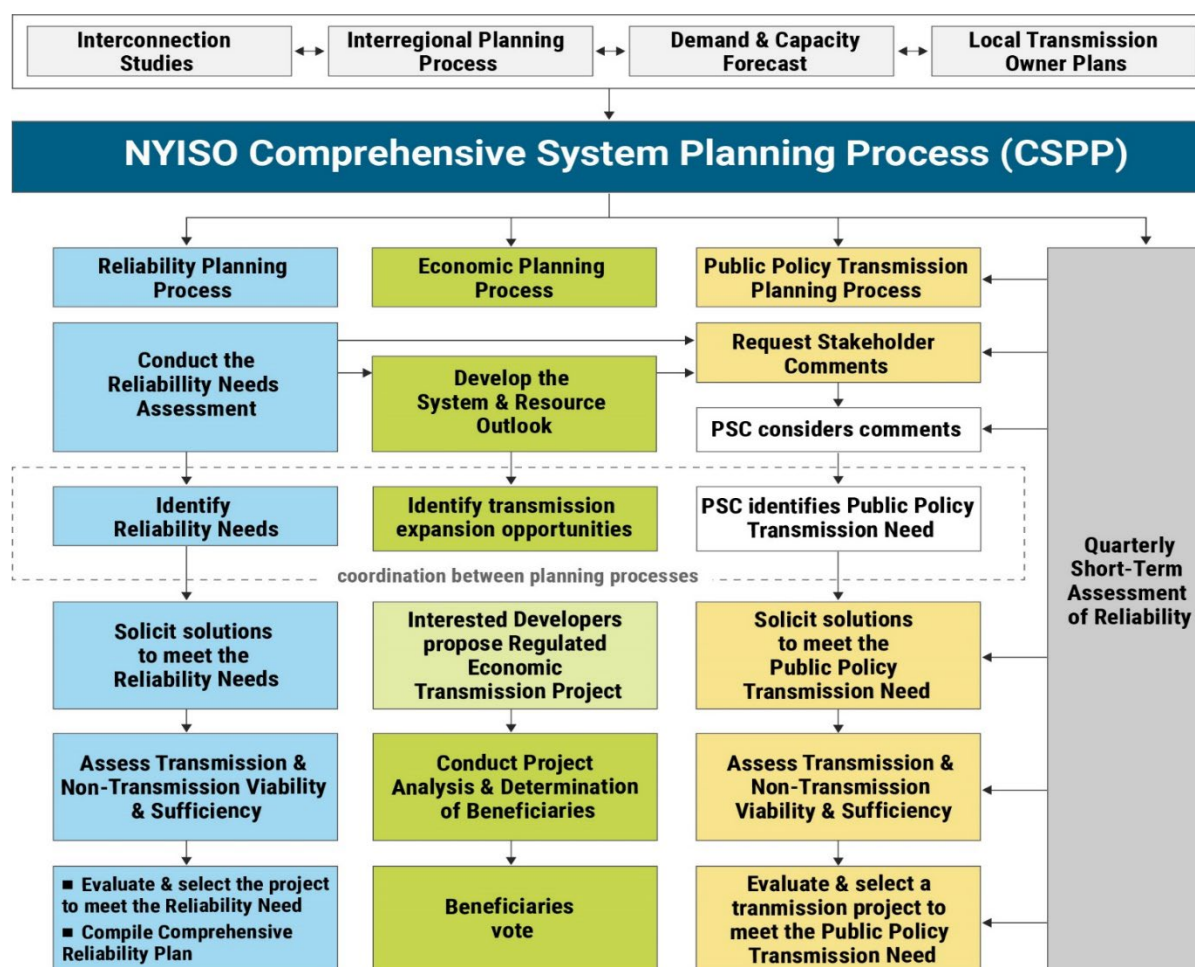 Interconnection
Studies
Interregional Planning
Process
Demand & Capacity
Forecast
Local Transmission
Owner Plans
NYISO Comprehensive System Planning Process (CSPP)
Reliability Planning
Process
Economic Planning
Process
Public Policy Transmission
Planning Process
Conduct the
Reliabillity Needs
Assessment
Develop the
System & Resource
Outlook
Request Stakeholder
Comments
PSC considers comments
Identify
Reliability Needs
Identify transmission
expansion opportunities
PSC identifies Public Policy
Transmission Need
coordination between planning processes
Quarterly
Short-Term
Assessment
of Reliability
Solicit solutions
to meet the
Reliability Needs
Interested Developers
propose Regulated
Economic
Transmission Project
Solicit solutions
to meet the
Public Policy
Transmission Need
Assess Transmission &
Non-Transmission Viability
& Sufficiency
Conduct Project
Analysis & Determination
of Beneficiaries
Assess Transmission &
Non-Transmission
Viability & Sufficiency
■ Evaluate & select the project
to meet the Reliability Need
■ Compile Comprehensive
Reliability Plan
Beneficiaries
vote
Evaluate & select a
tranmission project to
meet the Public Policy
Transmission Need